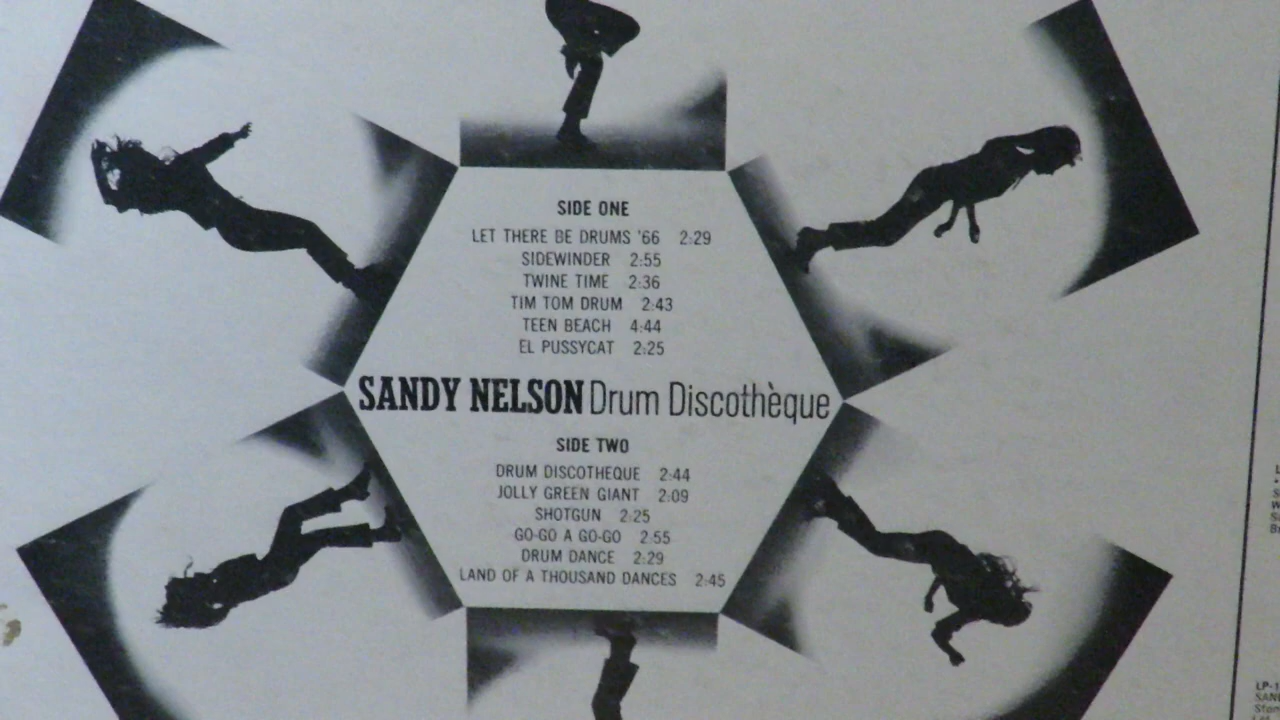 SIDE ONE
LET THERE BE DRUMS '66 2:29
SIDEWINDER 2:55
TWINE TIME 2:36
TIM TOM DRUM 2:43
TEEN BEACH 4:44
EL PUSSYCAT 2:25
SANDY NELSON Drum Discothèque
SIDE TWO
DRUM DISCOTHEQUE 2:44
JOLLY GREEN GIANT 2:09
SHOTGUN 2:25
GO-GO A GO-GO 2:55
DRUM DANCE 2:29
LAND OF A THOUSAND DANCES 2:45